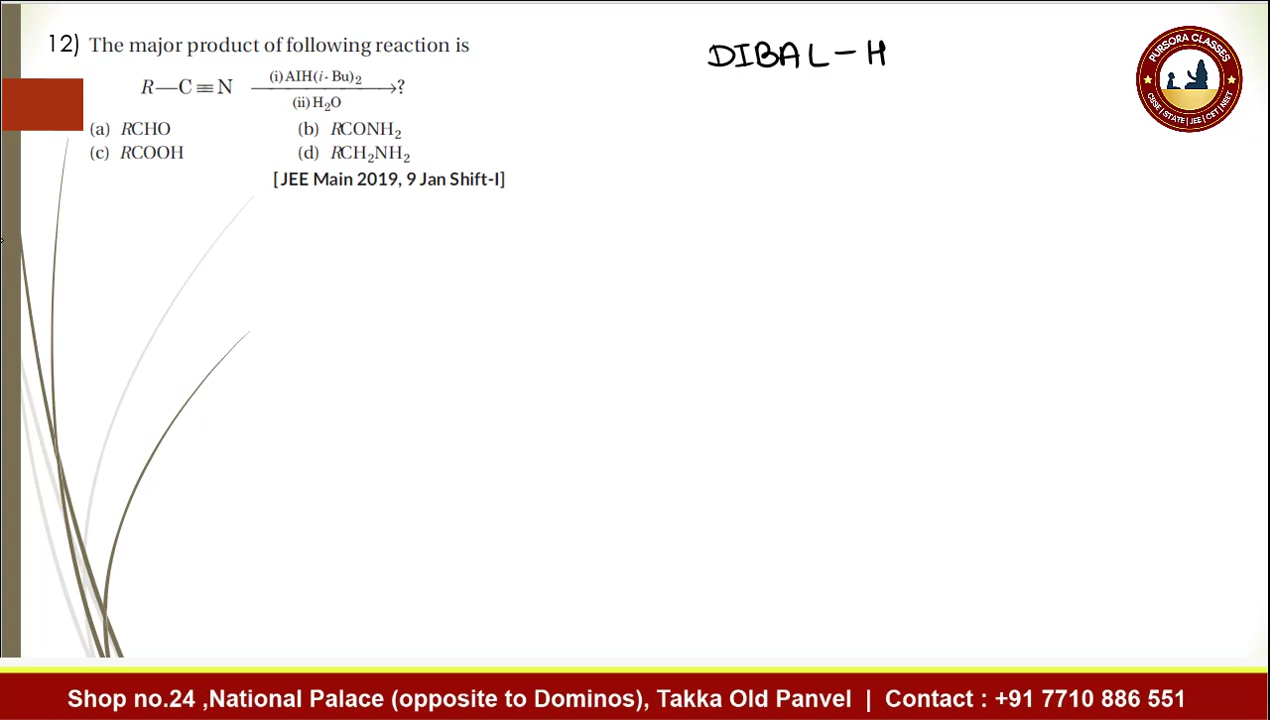 12) The major product of following reaction is
R—C≡N (i) AlH(i-Bu)₂ (ii) H₂O → ?
(a) RCHO (b) RCONH₂
(c) RCOOH (d) RCH₂NH₂
[JEE Main 2019, 9 Jan Shift-I]
DIBAL-H
PURSORA CLASSES
CBSE | STATE | JEE | CET | NEET
Shop no.24 ,National Palace (opposite to Dominos), Takka Old Panvel | Contact : +91 7710 886 551